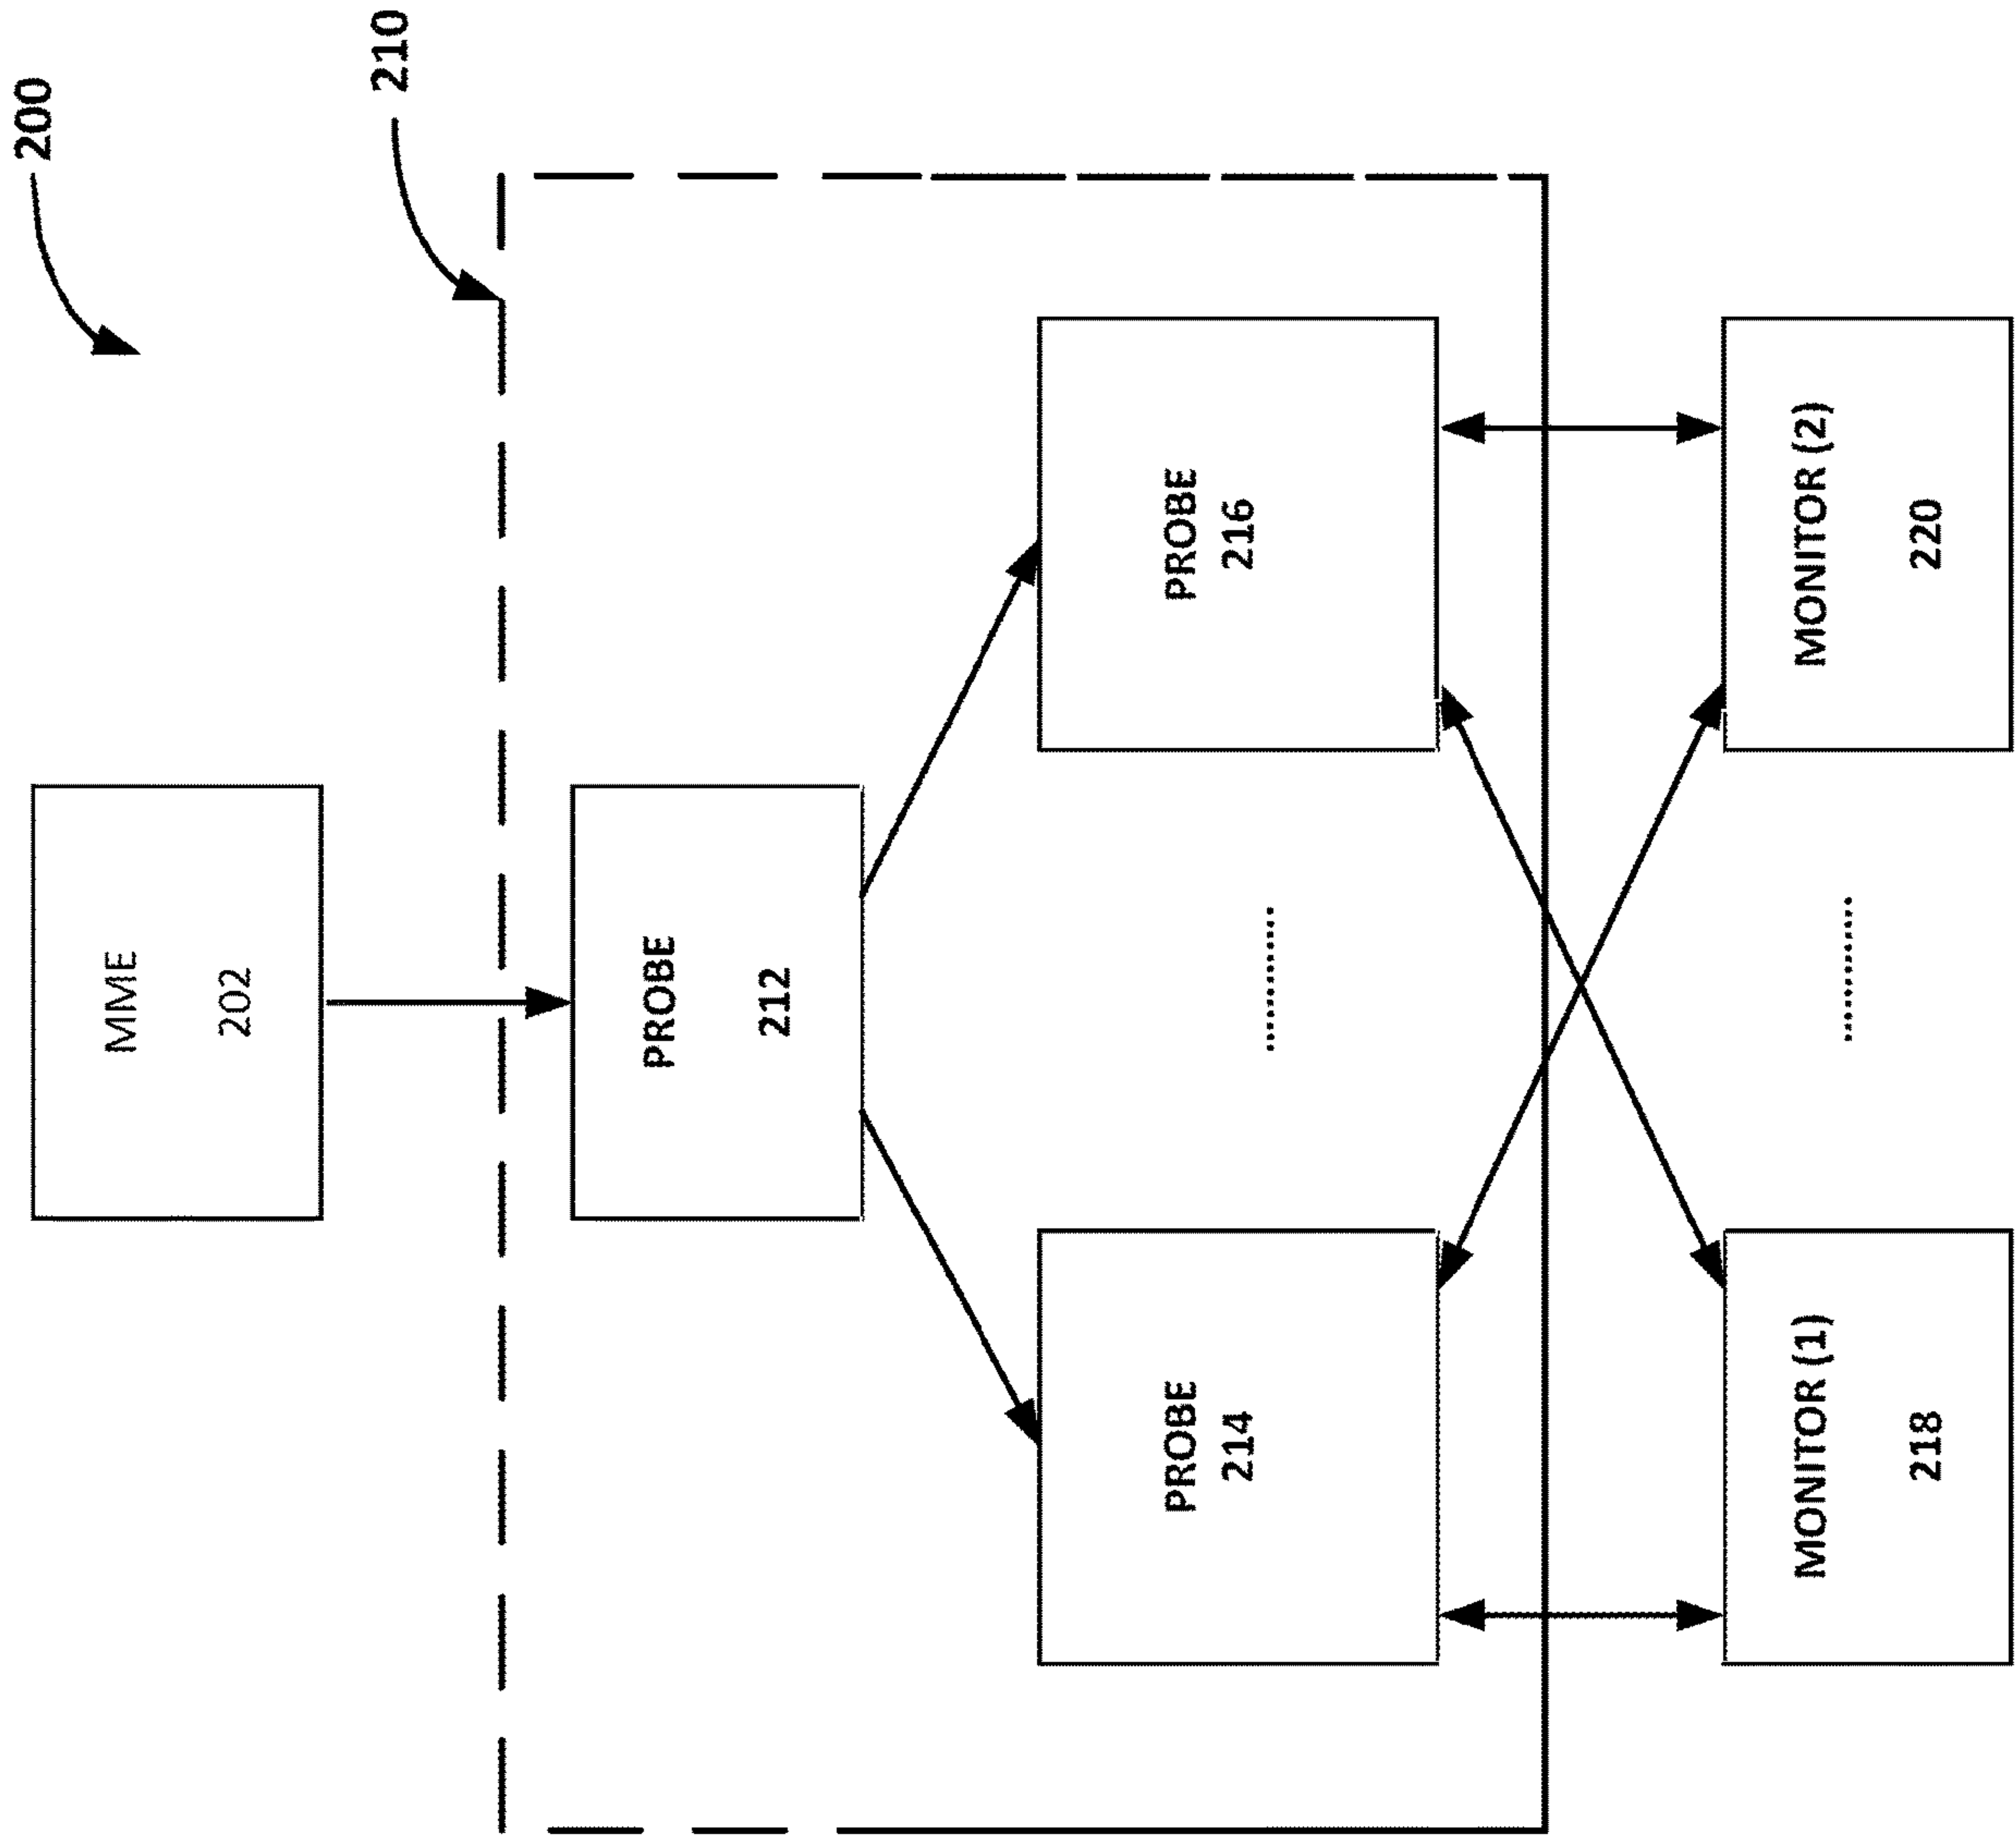 200
210
MME
202
PROBE
212
PROBE
214
PROBE
216
MONITOR (1)
218
MONITOR (2)
220